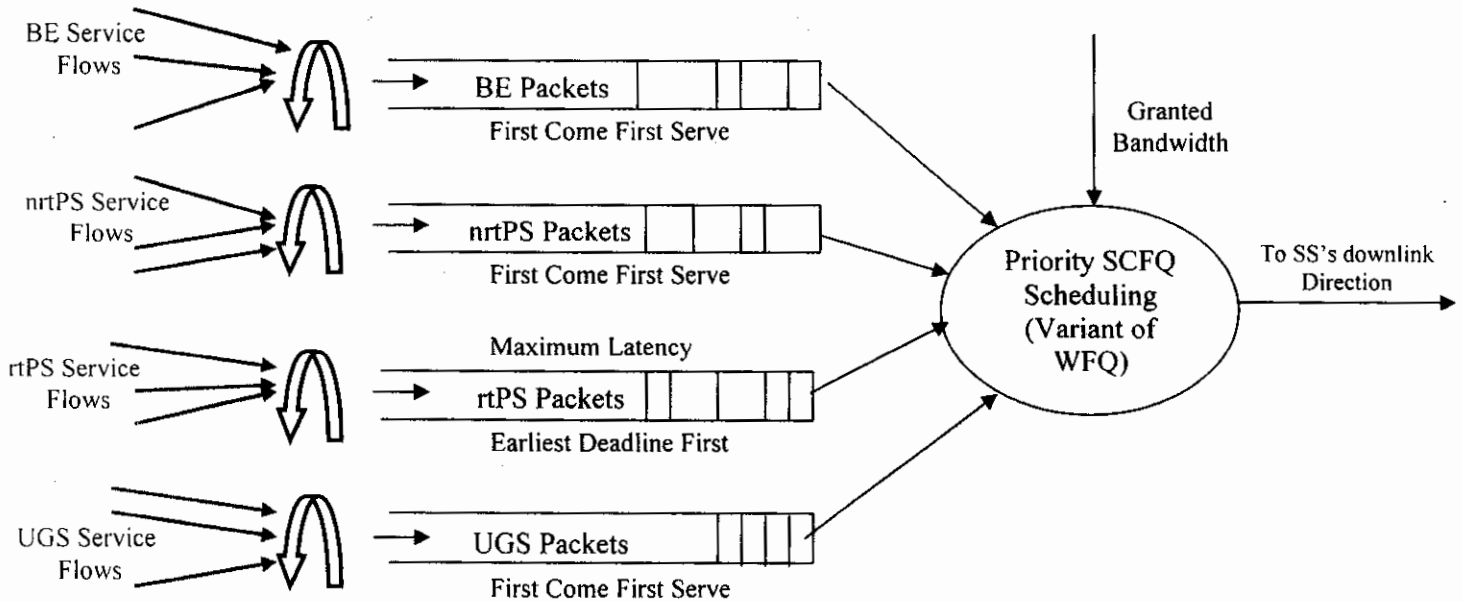 BE Service
Flows
BE Packets
First Come First Serve
Granted
Bandwidth
nrtPS Service
Flows
nrtPS Packets
First Come First Serve
Priority SCFQ
Scheduling
(Variant of
WFQ)
To SS's downlink
Direction
rtPS Service
Flows
Maximum Latency
rtPS Packets
Earliest Deadline First
UGS Service
Flows
UGS Packets
First Come First Serve